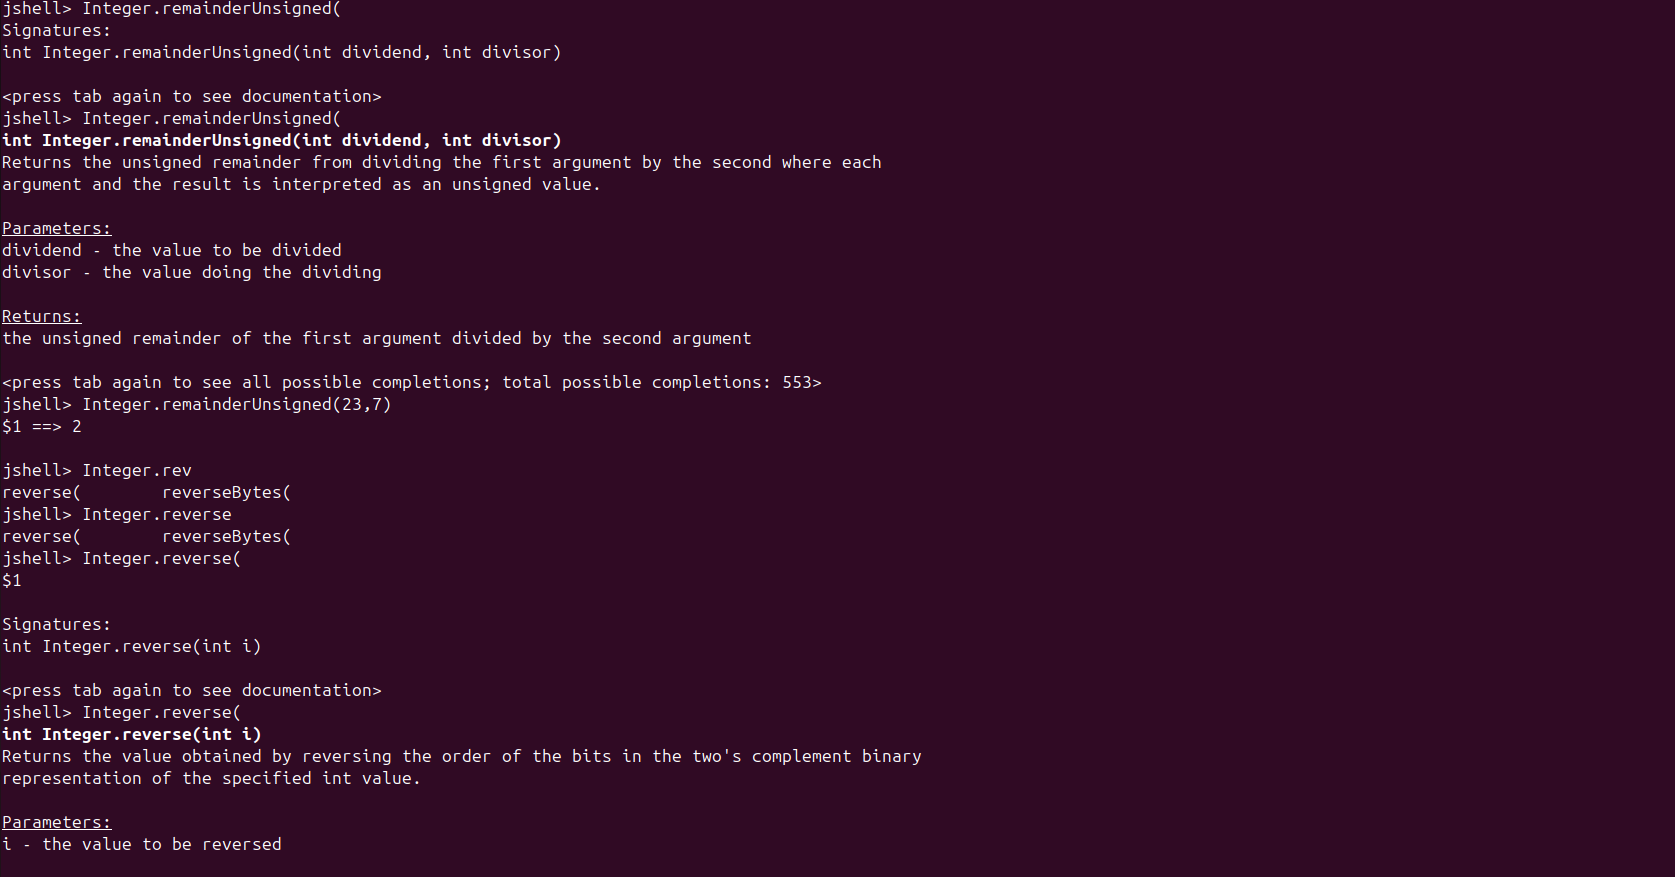 jshell> Integer.remainderUnsigned(
Signatures:
int Integer.remainderUnsigned(int dividend, int divisor)
<press tab again to see documentation>
jshell> Integer.remainderUnsigned(
int Integer.remainderUnsigned(int dividend, int divisor)
Returns the unsigned remainder from dividing the first argument by the second where each
argument and the result is interpreted as an unsigned value.
Parameters:
dividend - the value to be divided
divisor - the value doing the dividing
Returns:
the unsigned remainder of the first argument divided by the second argument
<press tab again to see all possible completions; total possible completions: 553>
jshell> Integer.remainderUnsigned(23,7)
$1 ==> 2
jshell> Integer.rev
reverse(        reverseBytes(
jshell> Integer.reverse
reverse(        reverseBytes(
jshell> Integer.reverse(
$1
Signatures:
int Integer.reverse(int i)
<press tab again to see documentation>
jshell> Integer.reverse(
int Integer.reverse(int i)
Returns the value obtained by reversing the order of the bits in the two's complement binary
representation of the specified int value.
Parameters:
i - the value to be reversed